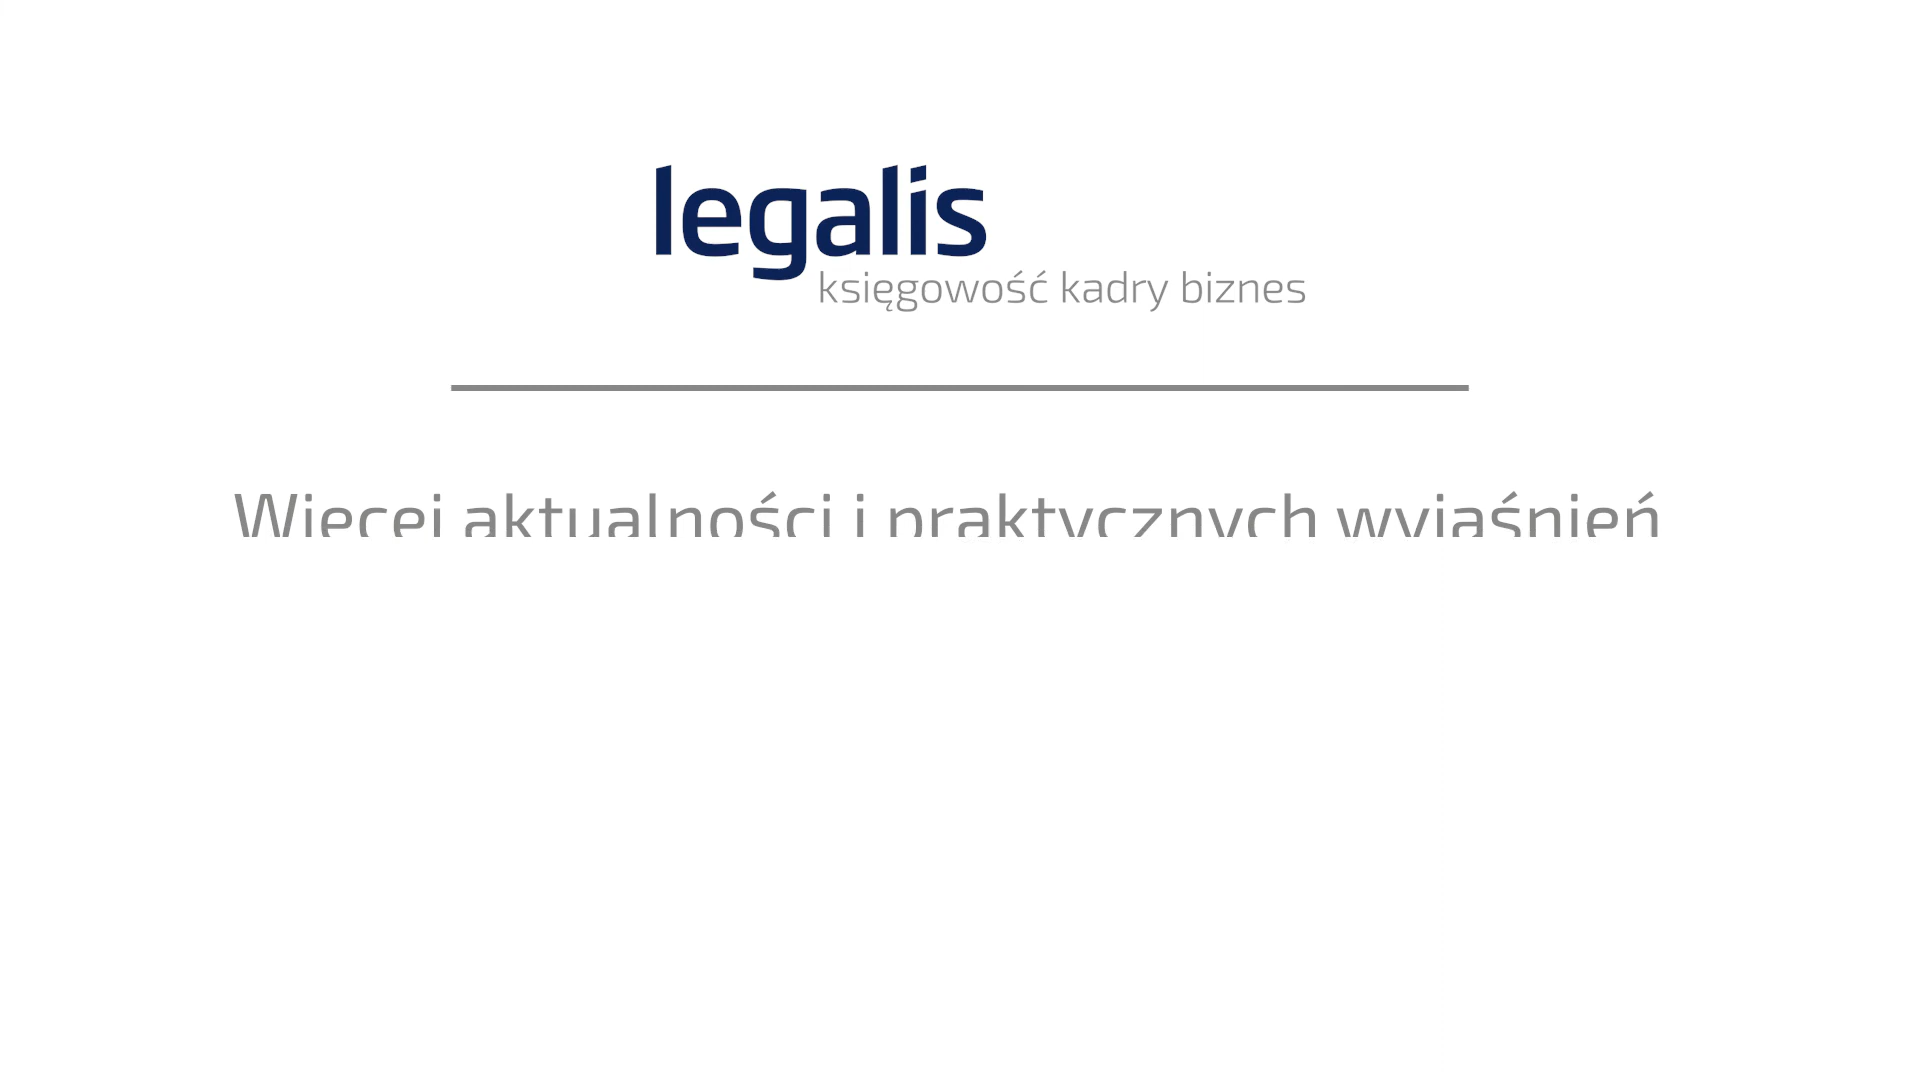 legalis
księgowość kadry biznes
Więcej aktualności i praktycznych wyjaśnień